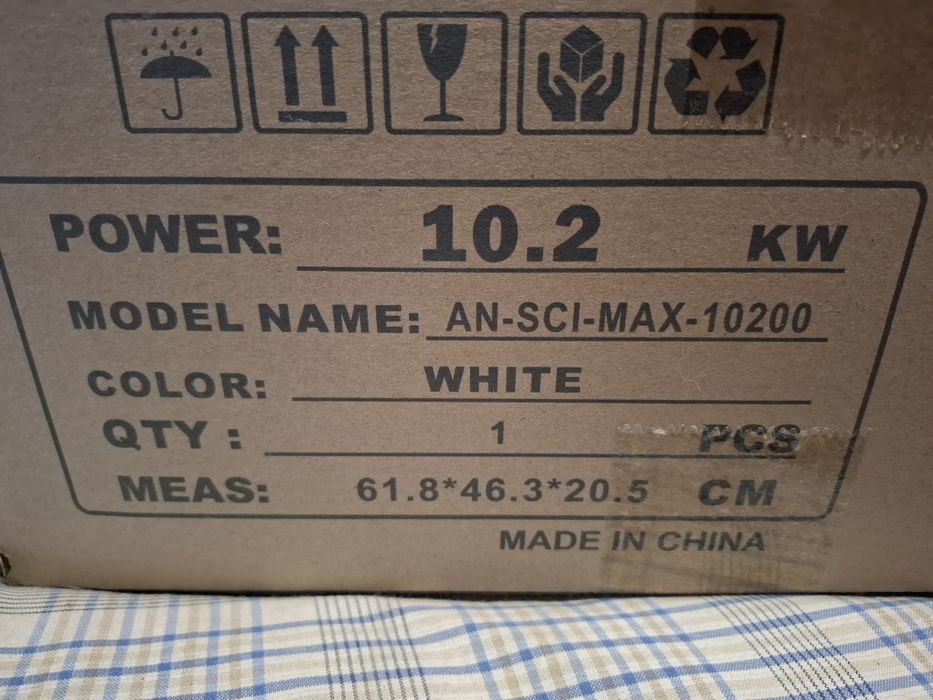 POWER: 10.2 KW
MODEL NAME: AN-SCI-MAX-10200
COLOR: WHITE
QTY : 1 PCS
MEAS: 61.8*46.3*20.5 CM
MADE IN CHINA